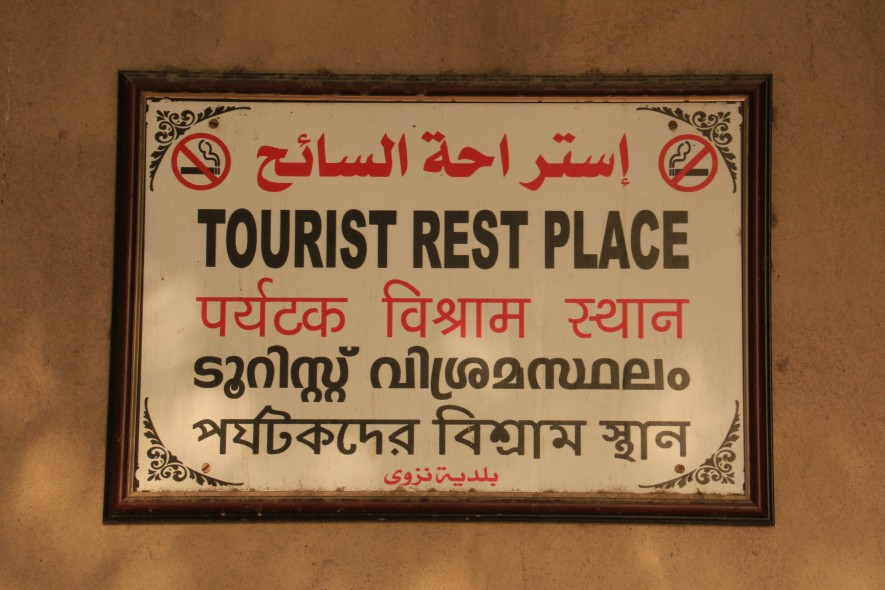 إستراحة السائح
TOURIST REST PLACE
पर्यटक विश्राम स्थान
ടൂറിസ്റ്റ് വിശ്രമസ്ഥലം
পর্যটকদের বিশ্রাম স্থান
بلدية نزوى